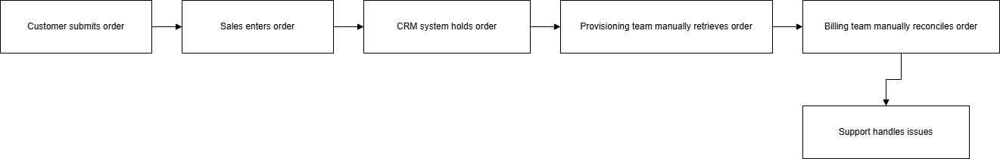 Customer submits order
Sales enters order
CRM system holds order
Provisioning team manually retrieves order
Billing team manually reconciles order
Support handles issues